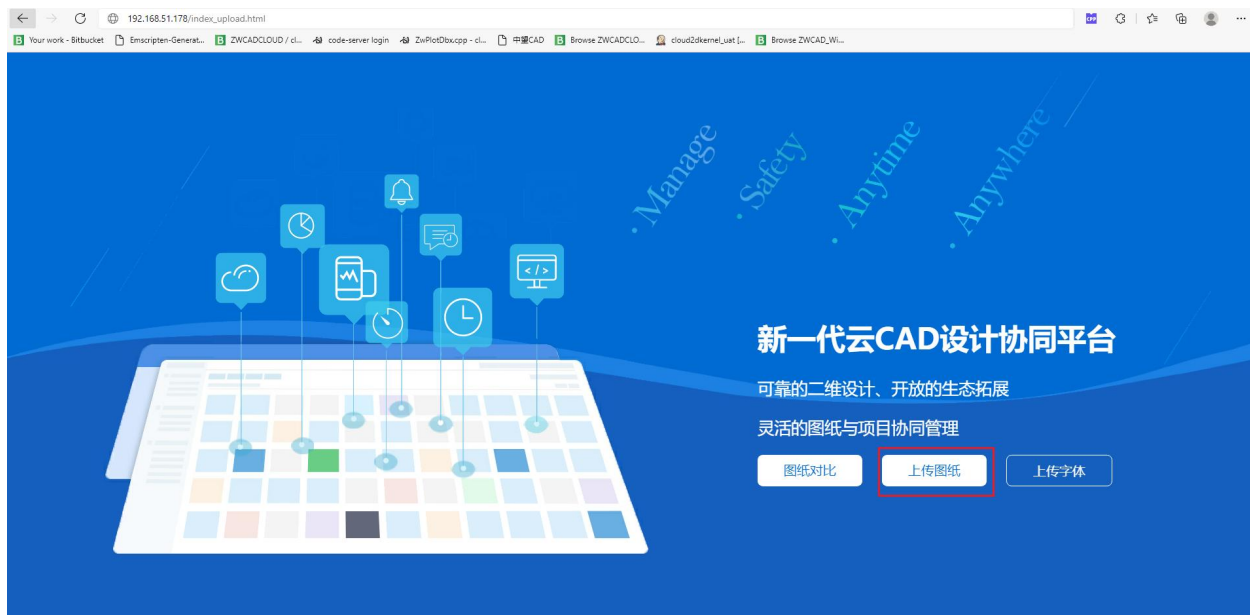 192.168.51.178/index_upload.html
CPP
Your work - Bitbucket
Emscripten-Generat...
ZWCADCLOUD / cl...
code-server login
ZwPlotDbx.cpp - cl...
中望CAD
Browse ZWCADCLO...
cloud2dkernel_uat [...
Browse ZWCAD_Wi...
· Manage
· Safety
· Anytime
· Anywhere
新一代云CAD设计协同平台
可靠的二维设计、开放的生态拓展
灵活的图纸与项目协同管理
图纸对比
上传图纸
上传字体